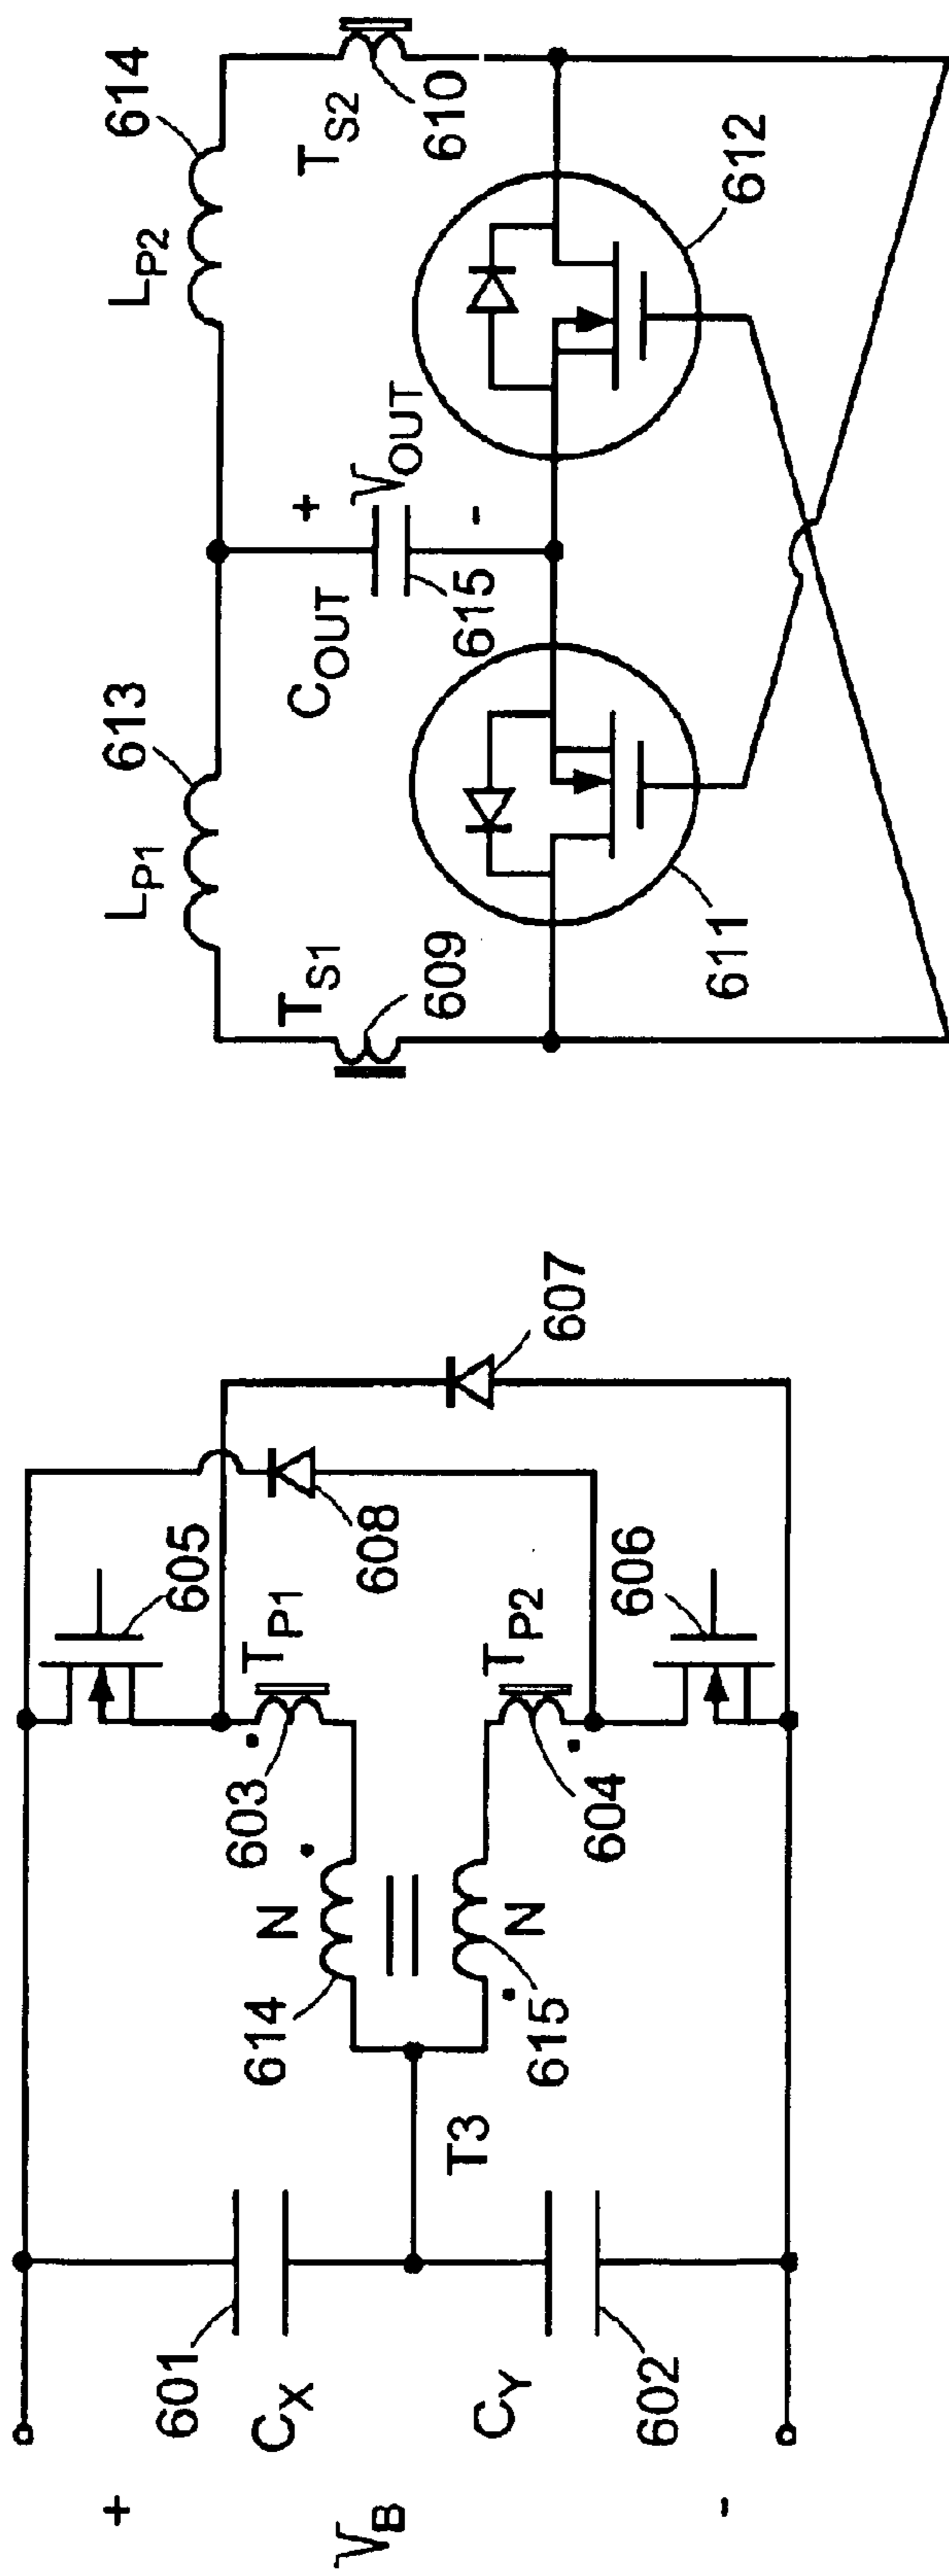 +
V_B
-
601
C_X
C_Y
602
T3
614
N
N
615
603
T_P1
T_P2
604
605
606
608
607
T_S1
609
L_P1
613
C_OUT
615
+
V_OUT
-
L_P2
614
T_S2
610
611
612